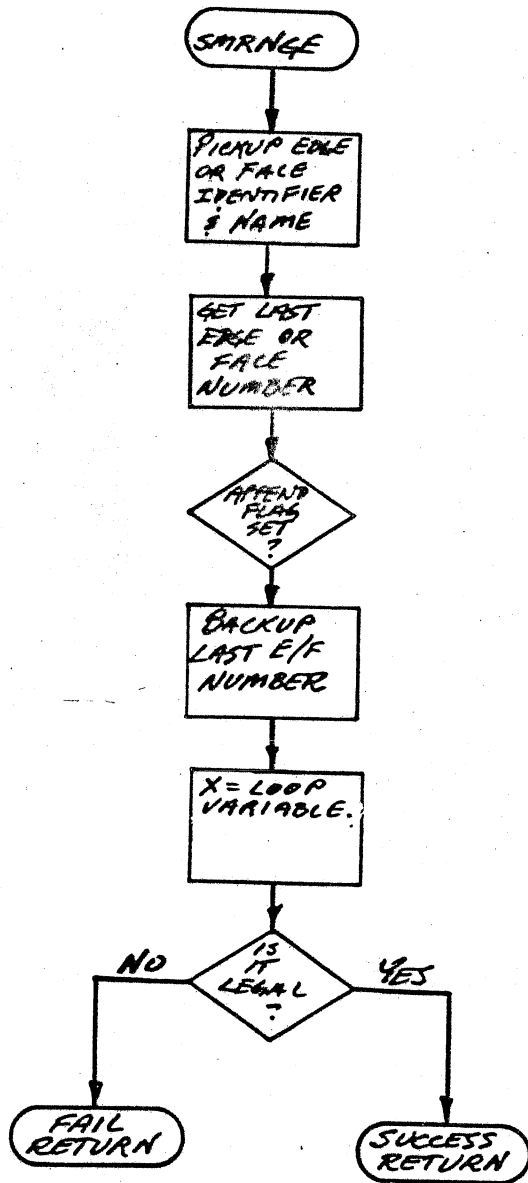 SMRNGE
PICKUP EDGE
OR FACE
IDENTIFIER
& NAME
GET LAST
EDGE OR
FACE
NUMBER
APPEND
FLAG
SET
?
BACKUP
LAST E/F
NUMBER
X = LOOP
VARIABLE.
IS
IT
LEGAL
?
NO
YES
FAIL
RETURN
SUCCESS
RETURN